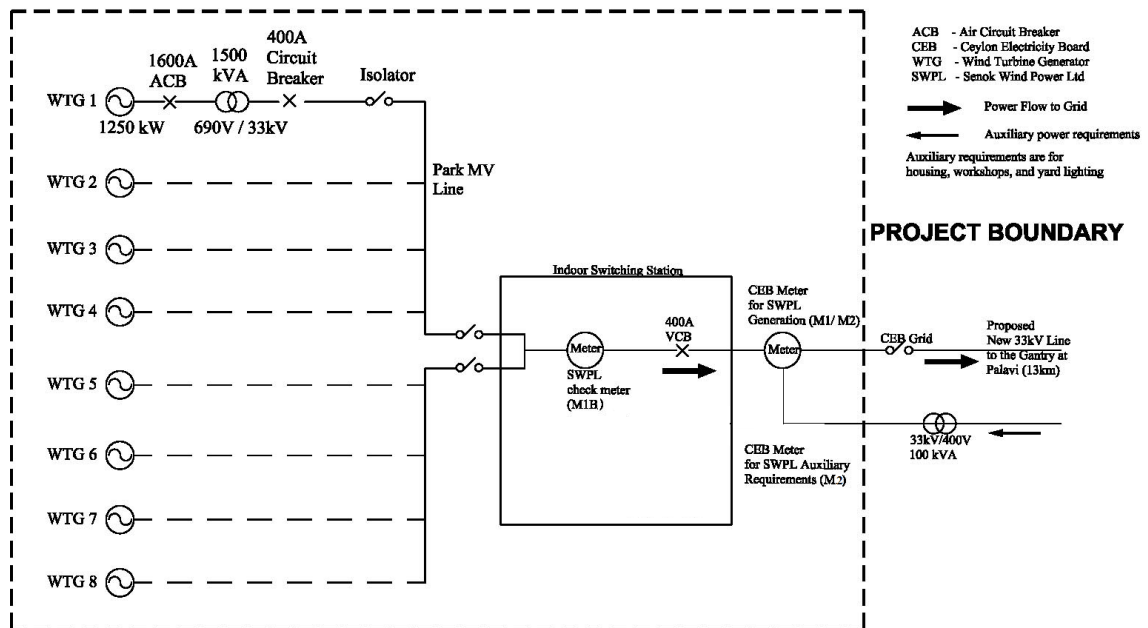 1600A
ACB
1500
kVA
400A
Circuit
Breaker
Isolator
WTG 1
1250 kW
690V / 33kV
WTG 2
Park MV
Line
WTG 3
WTG 4
WTG 5
WTG 6
WTG 7
WTG 8
Indoor Switching Station
Meter
SWPL
check meter
(M1B)
400A
VCB
CEB Meter
for SWPL
Generation (M1/ M2)
Meter
CEB Meter
for SWPL Auxiliary
Requirements (M2)
ACB - Air Circuit Breaker
CEB - Ceylon Electricity Board
WTG - Wind Turbine Generator
SWPL - Senok Wind Power Ltd
Power Flow to Grid
Auxiliary power requirements
Auxiliary requirements are for
housing, workshops, and yard lighting
PROJECT BOUNDARY
CEB Grid
Proposed
New 33kV Line
to the Gantry at
Palavi (13km)
33kV/400V
100 kVA